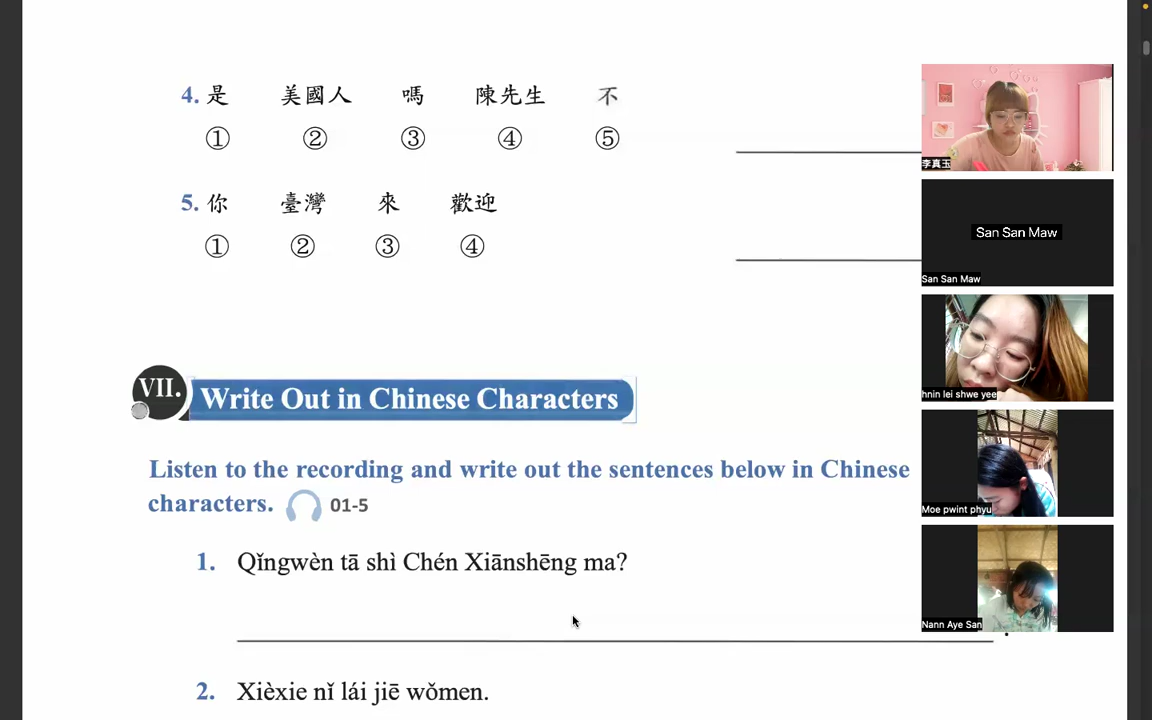 4. 是 美國人 嗎 陳先生 不
① ② ③ ④ ⑤
5. 你 臺灣 來 歡迎
① ② ③ ④
VII. Write Out in Chinese Characters
Listen to the recording and write out the sentences below in Chinese
characters. 01-5
1. Qǐngwèn tā shì Chén Xiānshēng ma?
2. Xièxie nǐ lái jiē wǒmen.
李真玉
San San Maw
San San Maw
hnin lei shwe yee
Moe pwint phyu
Nann Aye San